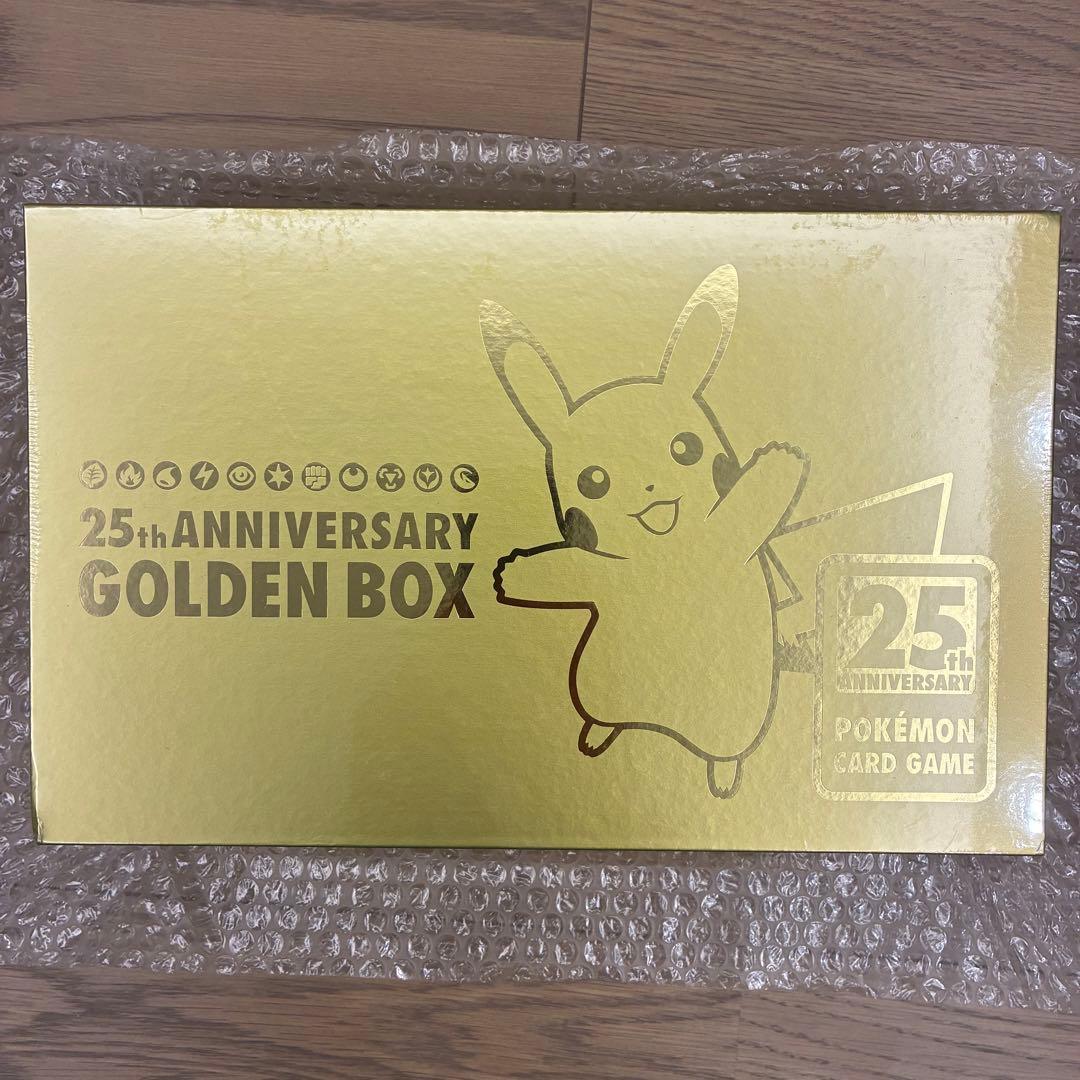 25th ANNIVERSARY
GOLDEN BOX
25th
ANNIVERSARY
POKÉMON
CARD GAME